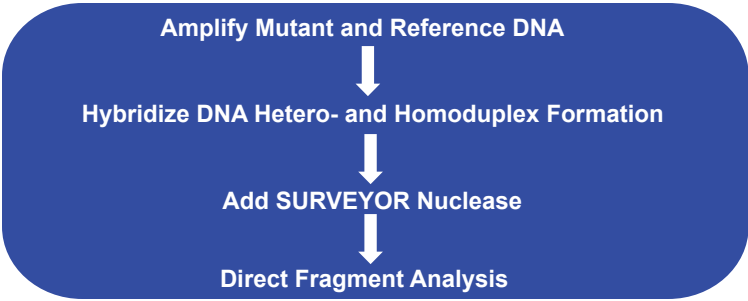 Amplify Mutant and Reference DNA
Hybridize DNA Hetero- and Homoduplex Formation
Add SURVEYOR Nuclease
Direct Fragment Analysis